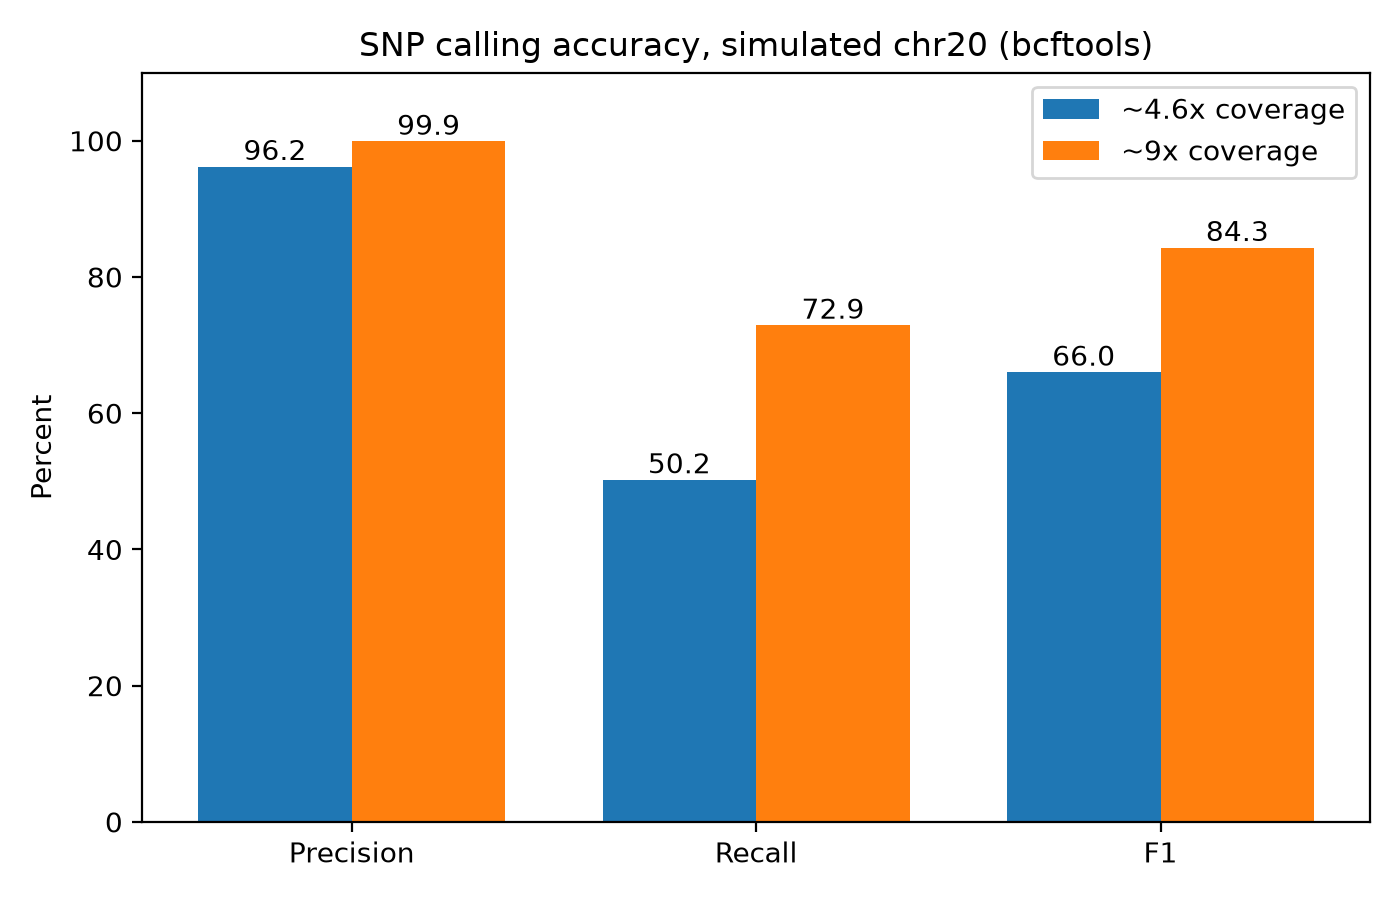 SNP calling accuracy, simulated chr20 (bcftools)
~4.6x coverage
~9x coverage
Percent
100
80
60
40
20
0
96.2
99.9
50.2
72.9
66.0
84.3
Precision
Recall
F1